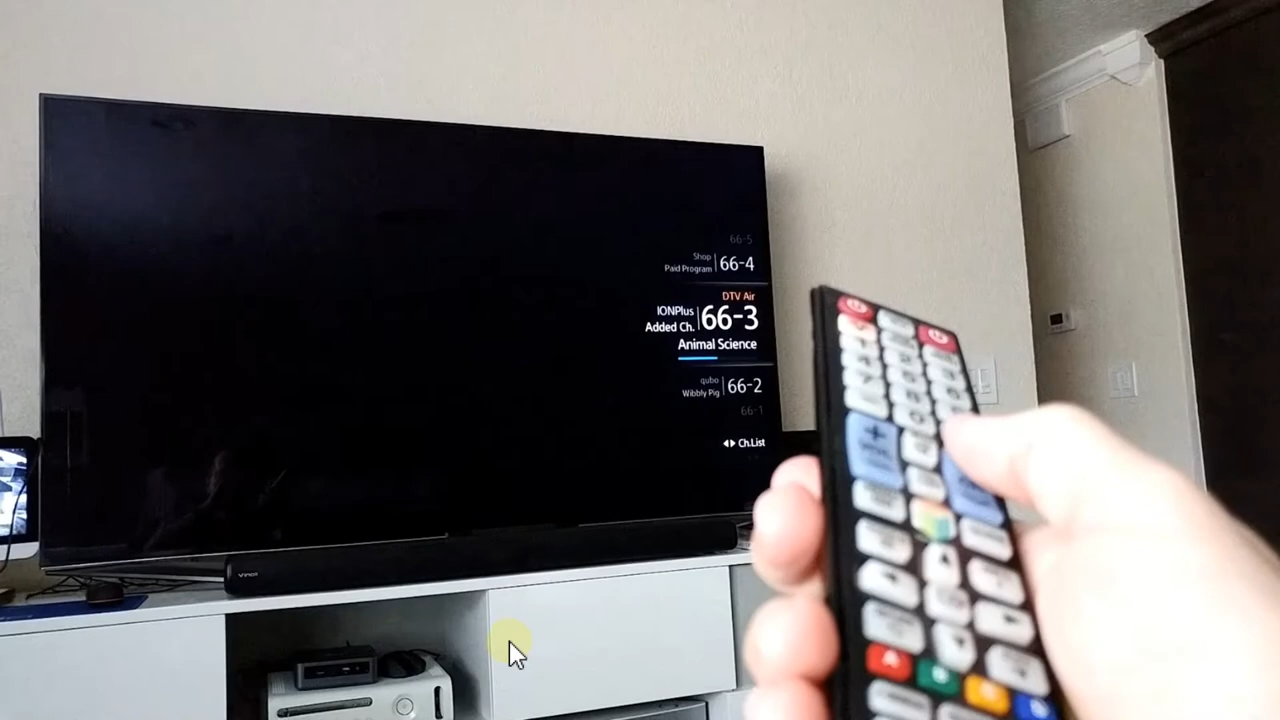 66-5
Shop
Paid Program
66-4
DTV Air
IONPlus
Added Ch.
66-3
Animal Science
qubo
Wibbly Pig
66-2
66-1
◀▶ Ch.List
A